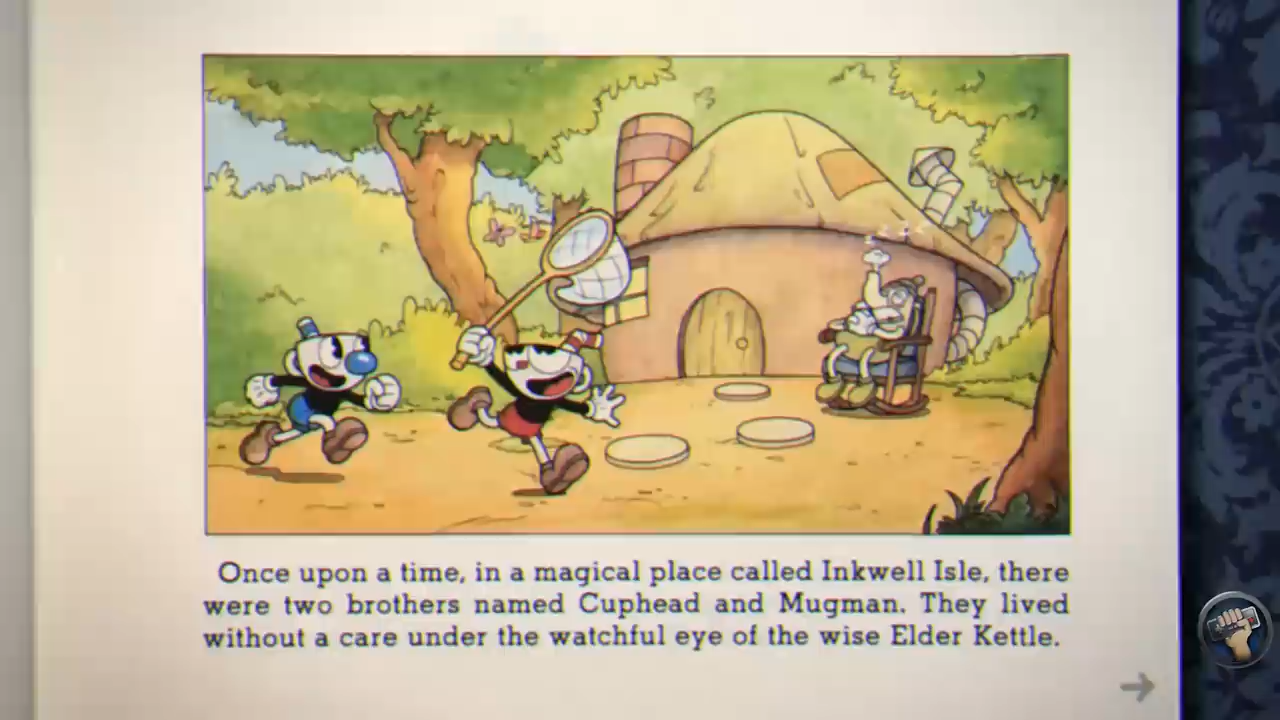 z z z z
Once upon a time, in a magical place called Inkwell Isle, there
were two brothers named Cuphead and Mugman. They lived
without a care under the watchful eye of the wise Elder Kettle.